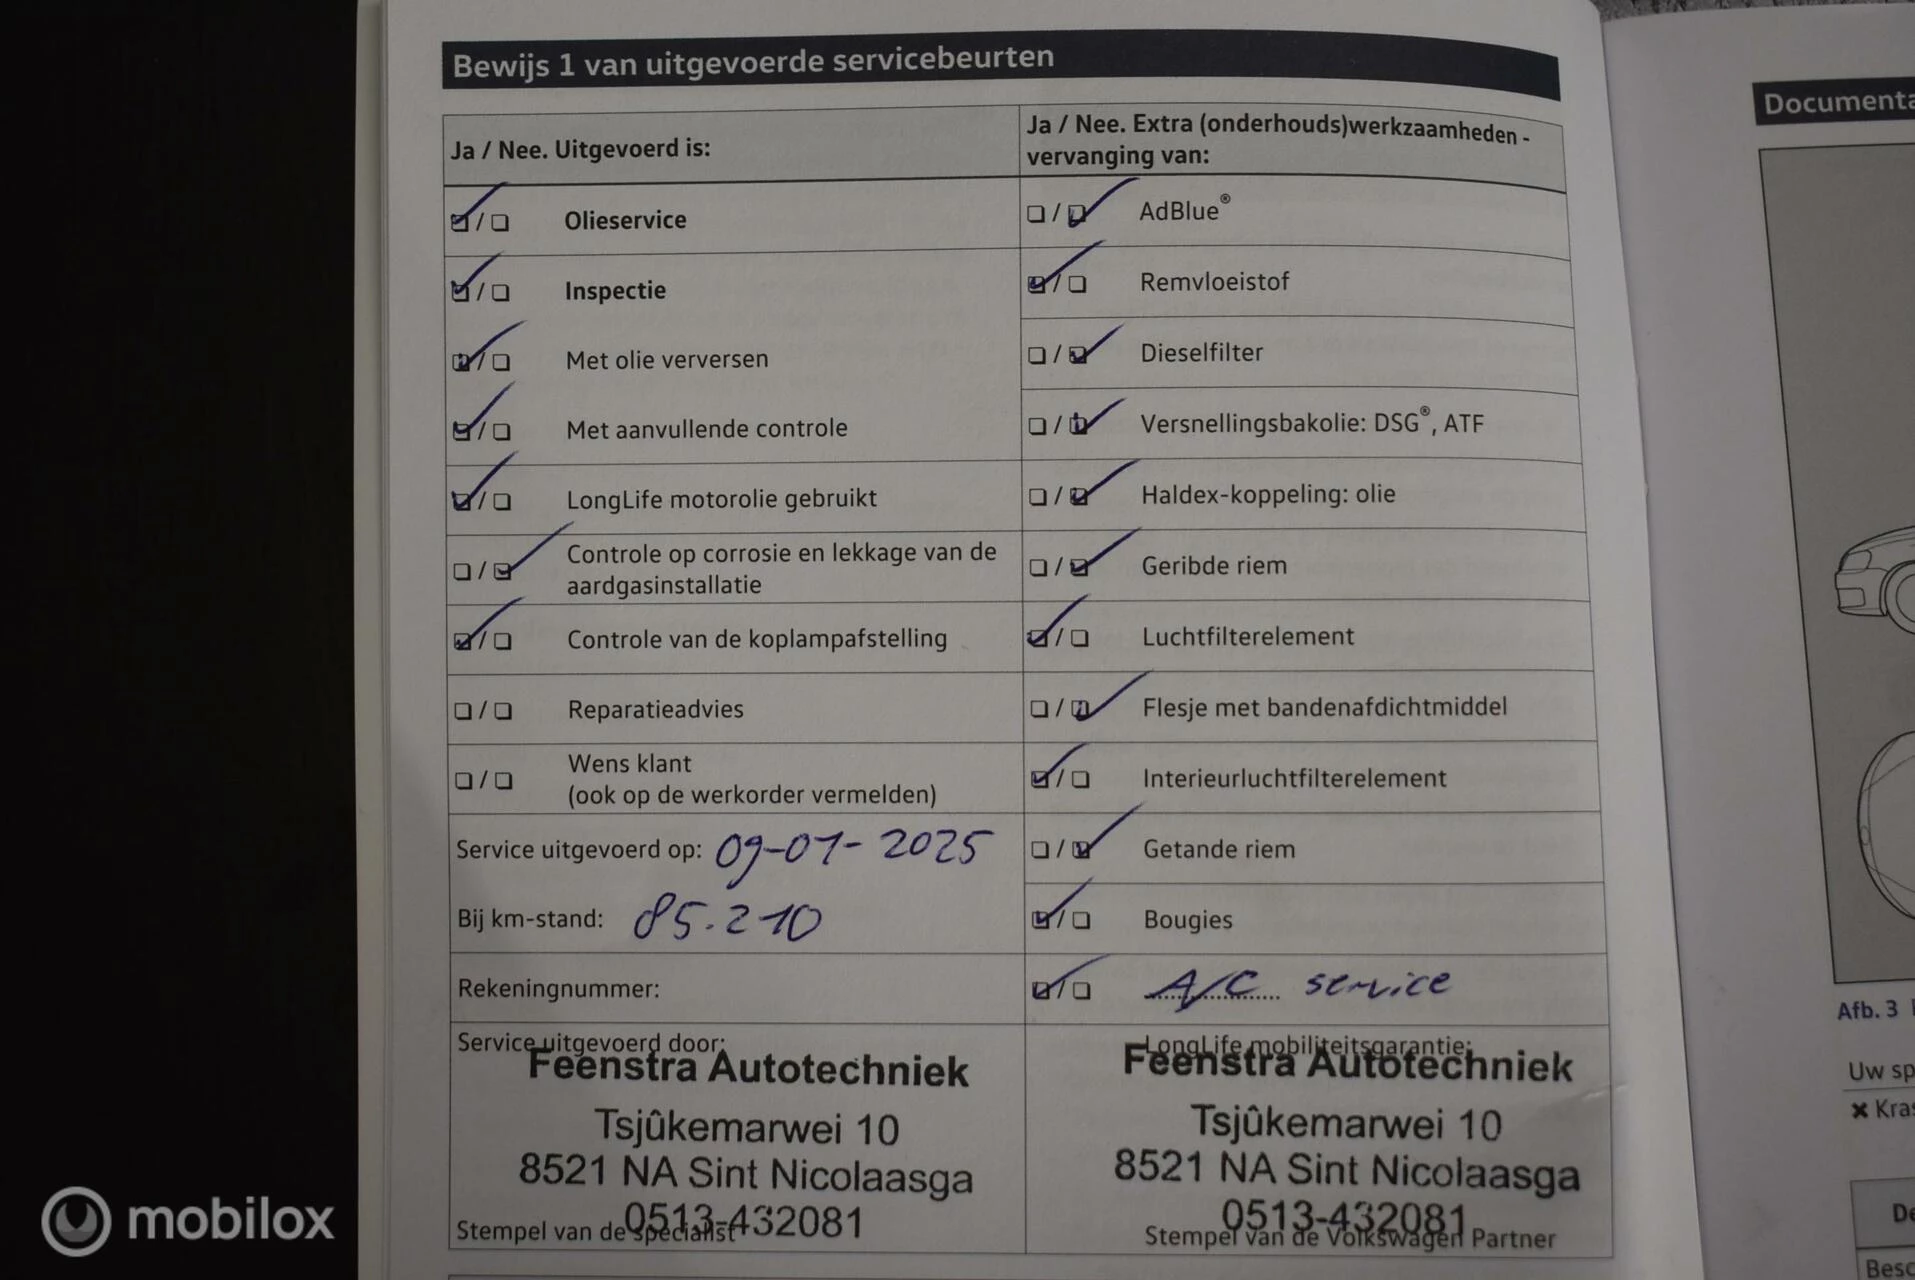 Bewijs 1 van uitgevoerde servicebeurten
Ja / Nee. Uitgevoerd is:
Olieservice
Inspectie
Met olie verversen
Met aanvullende controle
LongLife motorolie gebruikt
Controle op corrosie en lekkage van de
aardgasinstallatie
Controle van de koplampafstelling
Reparatieadvies
Wens klant
(ook op de werkorder vermelden)
Service uitgevoerd op: 09-01-2025
Bij km-stand: 85.210
Rekeningnummer:
Service uitgevoerd door:
Feenstra Autotechniek
Tsjûkemarwei 10
8521 NA Sint Nicolaasga
0513-432081
Stempel van de specialist
Ja / Nee. Extra (onderhouds)werkzaamheden -
vervanging van:
AdBlue®
Remvloeistof
Dieselfilter
Versnellingsbakolie: DSG®, ATF
Haldex-koppeling: olie
Geribde riem
Luchtfilterelement
Flesje met bandenafdichtmiddel
Interieurluchtfilterelement
Getande riem
Bougies
A/C service
LongLife mobiliteitsgarantie:
Feenstra Autotechniek
Tsjûkemarwei 10
8521 NA Sint Nicolaasga
0513-432081
Stempel van de Volkswagen Partner
Afb. 3
Uw sp
mobilox